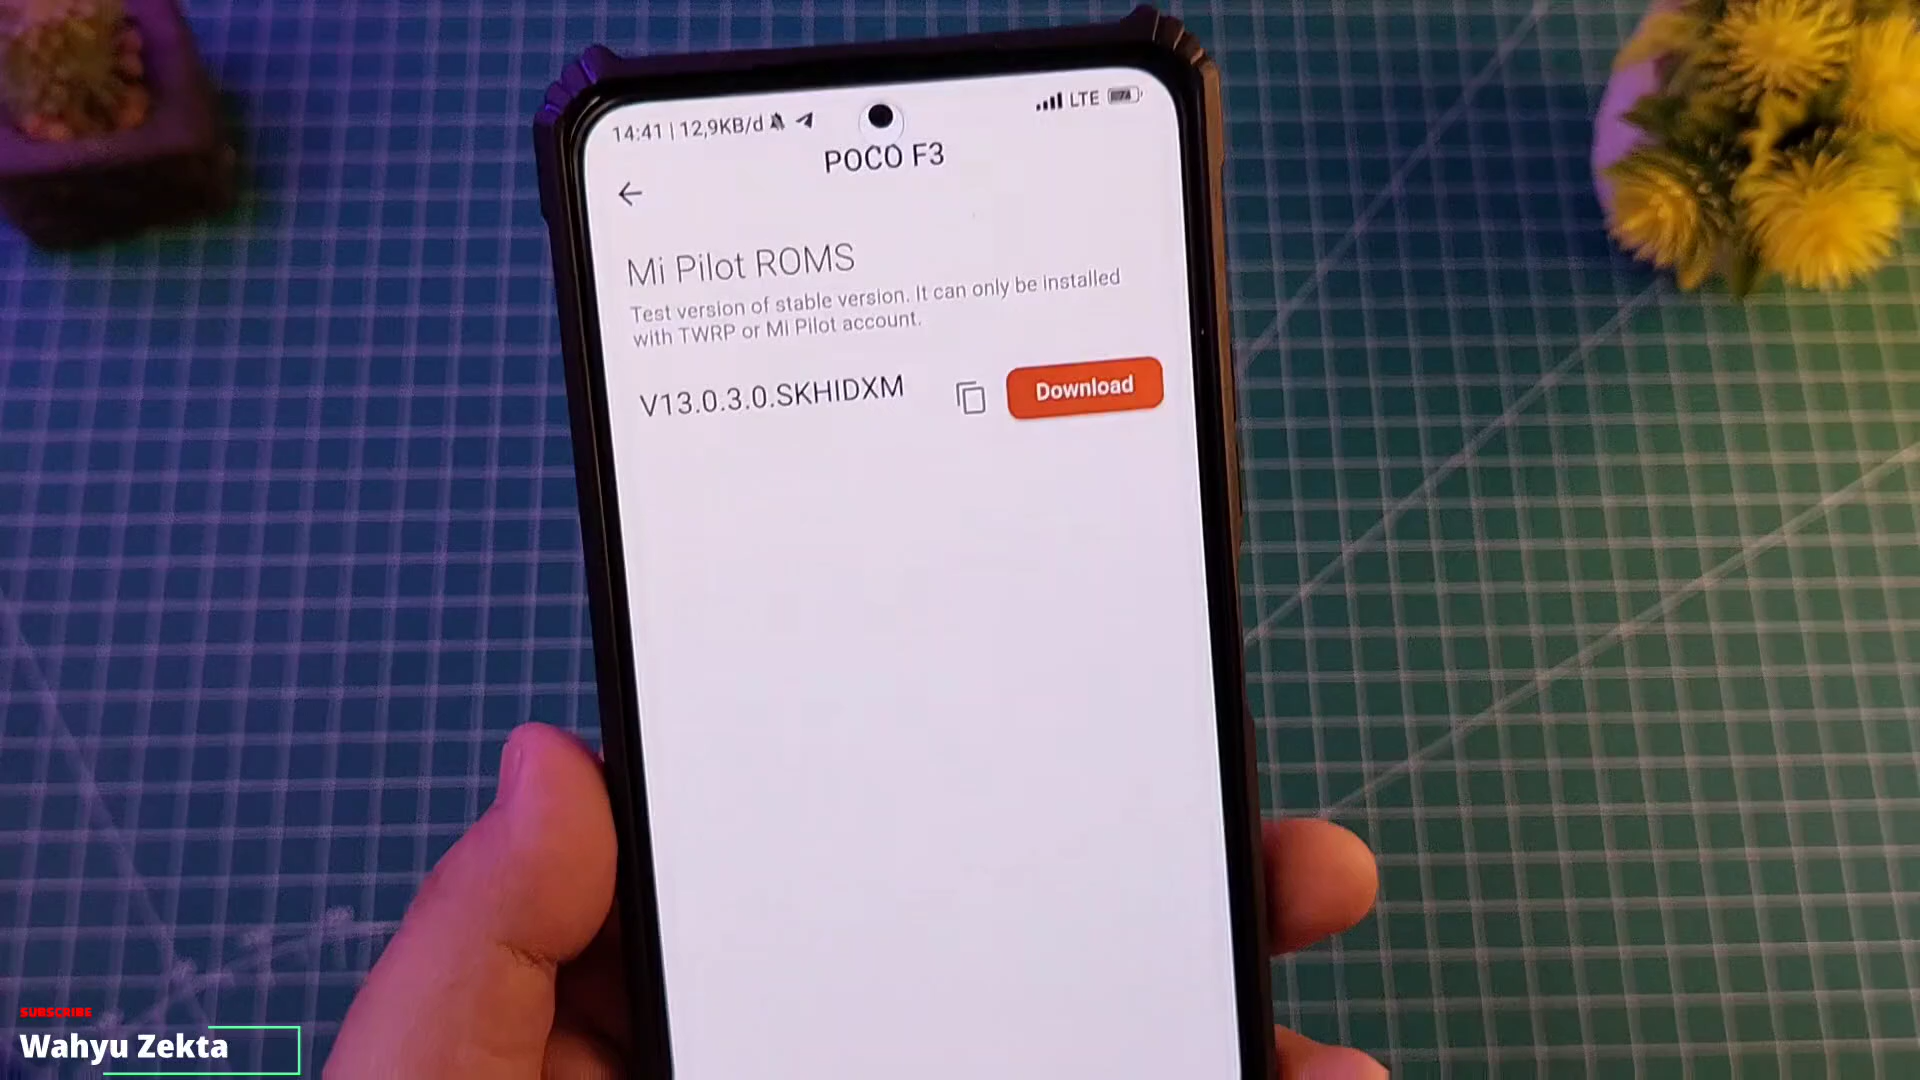 14:41 | 12,9KB/d
LTE
74
POCO F3
Mi Pilot ROMS
Test version of stable version. It can only be installed
with TWRP or Mi Pilot account.
V13.0.3.0.SKHIDXM
Download
SUBSCRIBE
Wahyu Zekta